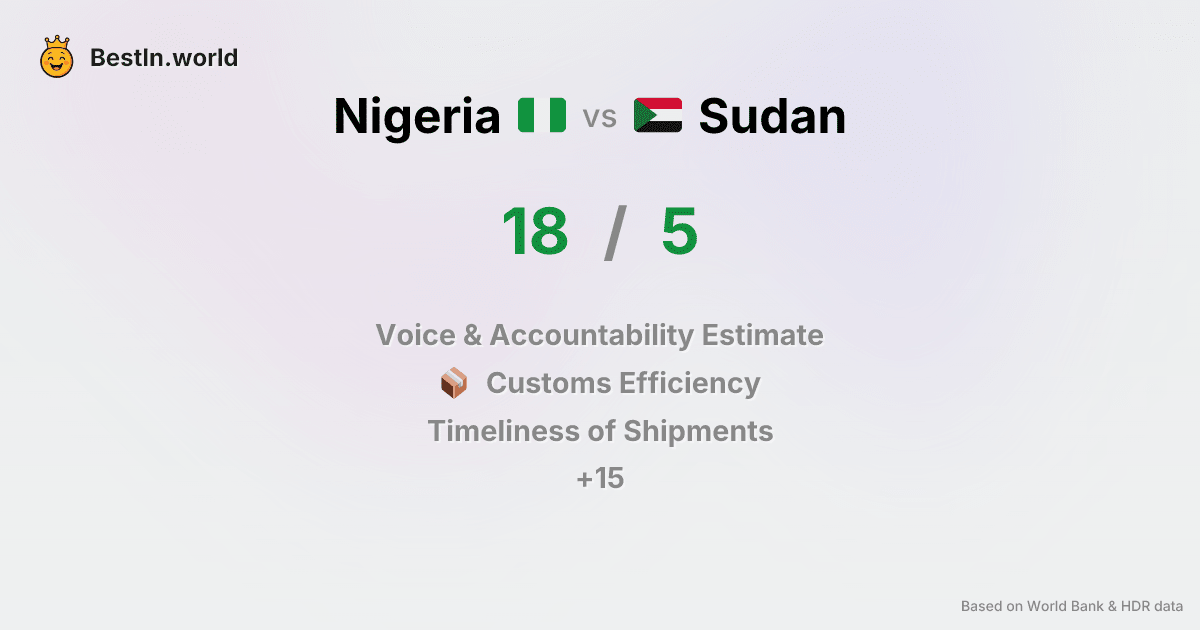 BestIn.world
Nigeria vs Sudan
18 / 5
Voice & Accountability Estimate
Customs Efficiency
Timeliness of Shipments
+15
Based on World Bank & HDR data